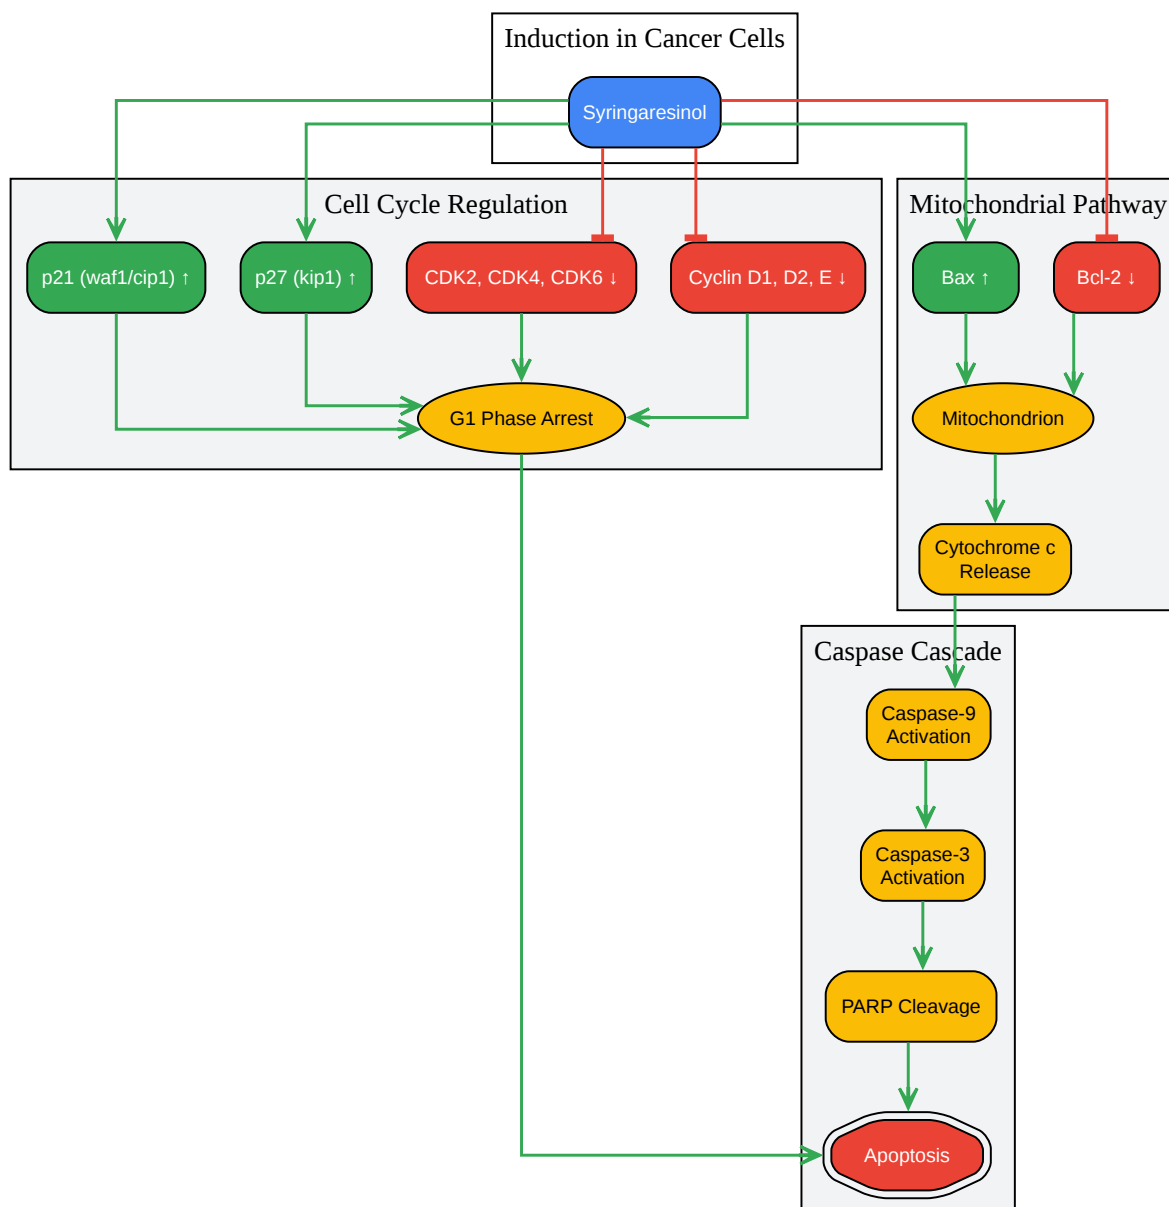 Induction in Cancer Cells
Syringaresinol
Cell Cycle Regulation
Mitochondrial Pathway
p21 (waf1/cip1) ↑
p27 (kip1) ↑
CDK2, CDK4, CDK6 ↓
Cyclin D1, D2, E ↓
Bax ↑
Bcl-2 ↓
G1 Phase Arrest
Mitochondrion
Cytochrome c
Release
Caspase Cascade
Caspase-9
Activation
Caspase-3
Activation
PARP Cleavage
Apoptosis